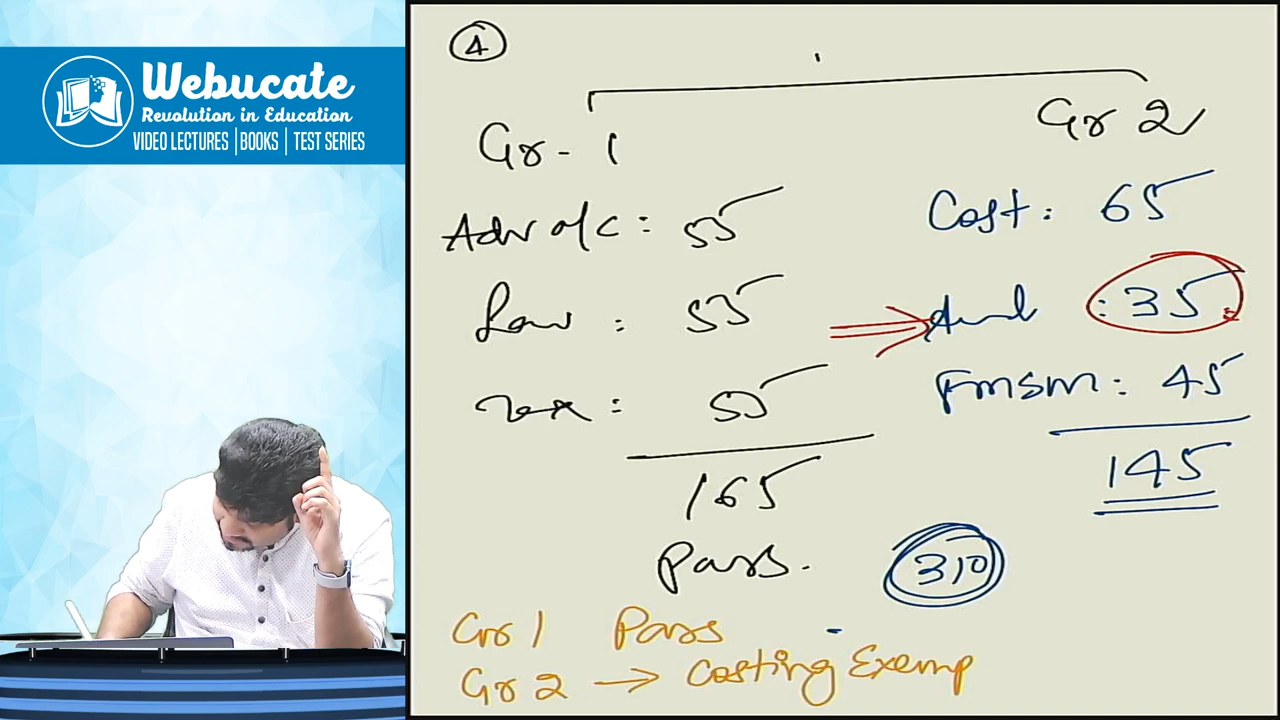 Webucate
Revolution in Education
VIDEO LECTURES | BOOKS | TEST SERIES
4
Gr - 1
Adv a/c : 55
Law : 55
Tax : 55
165
Pass.
Gr 2
Cost : 65
Aud : 35
FMSM : 45
145
310
Gr 1 Pass
Gr 2 → Costing Exemp